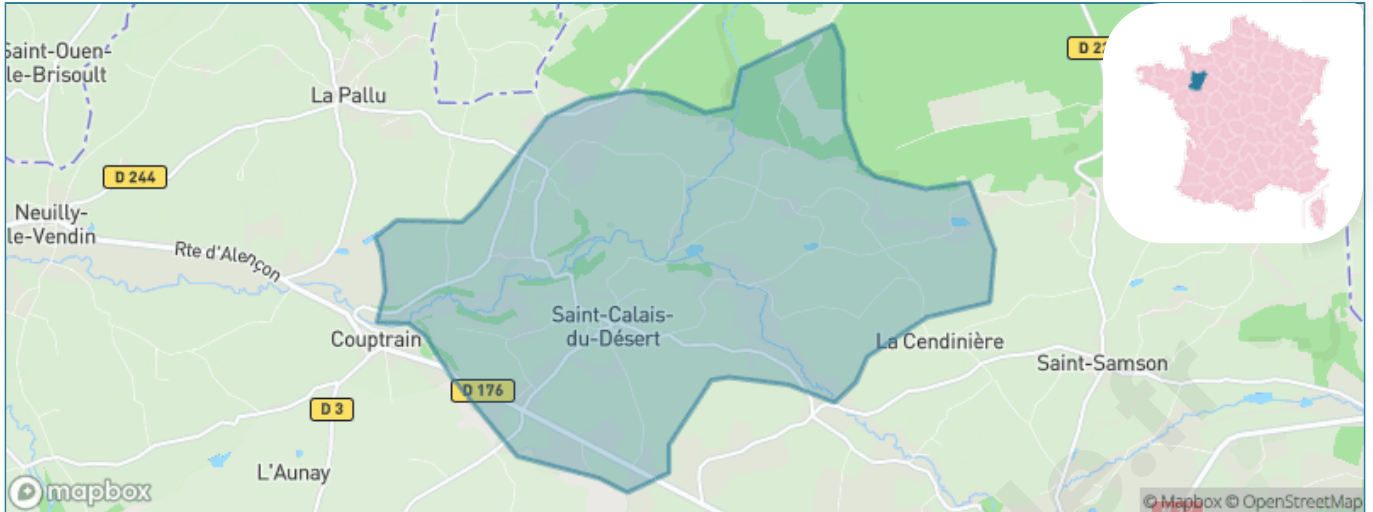 Saint-Ouen-
le-Brisoult
La Pallu
D 244
Neuilly-
le-Vendin
Rte d'Alençon
Couptrain
Saint-Calais-
du-Désert
La Cendinière
Saint-Samson
D 176
D 3
L'Aunay
mapbox
© Mapbox © OpenStreetMap